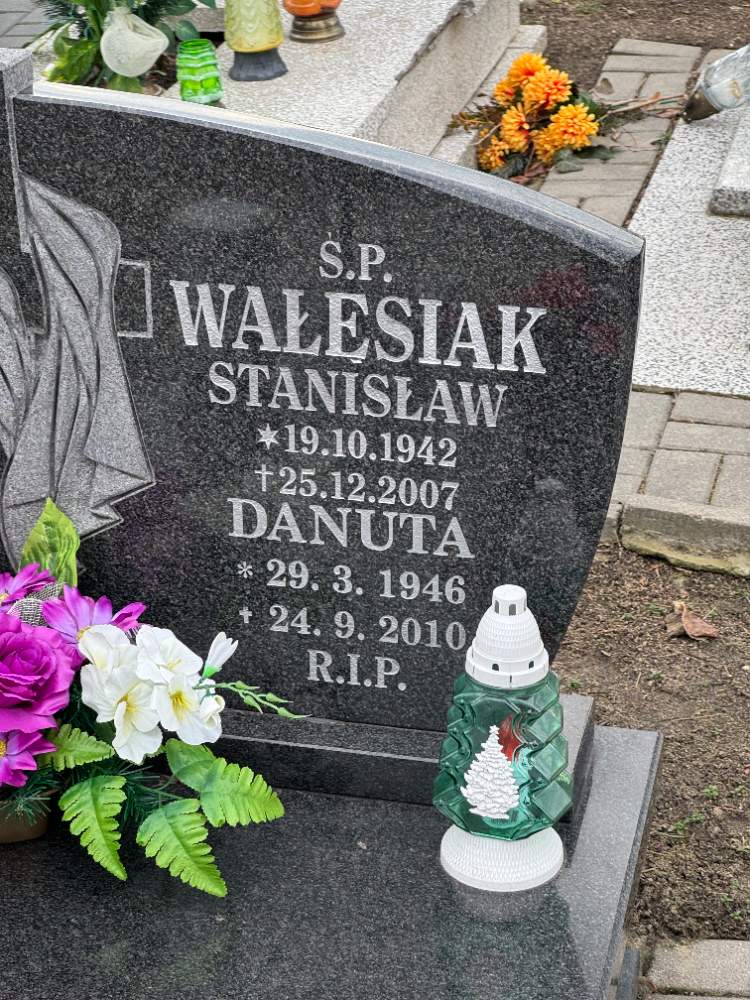 Ś.P.
WAŁESIAK
STANISŁAW
✶19.10.1942
†25.12.2007
DANUTA
* 29. 3. 1946
† 24. 9. 2010
R.I.P.